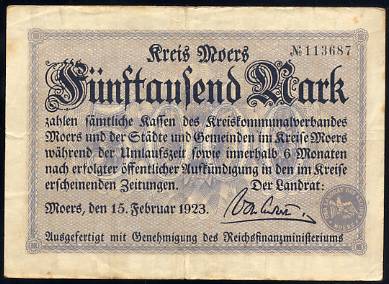 Kreis Moers
№ 113687
Fünftausend Mark
zahlen sämtliche Kassen des Kreiskommunalverbandes
Moers und der Städte und Gemeinden im Kreise Moers
während der Umlaufszeit sowie innerhalb 6 Monaten
nach erfolgter öffentlicher Aufkündigung in den im Kreise
erscheinenden Zeitungen. Der Landrat:
Moers, den 15. Februar 1923.
Ausgefertigt mit Genehmigung des Reichsfinanzministeriums